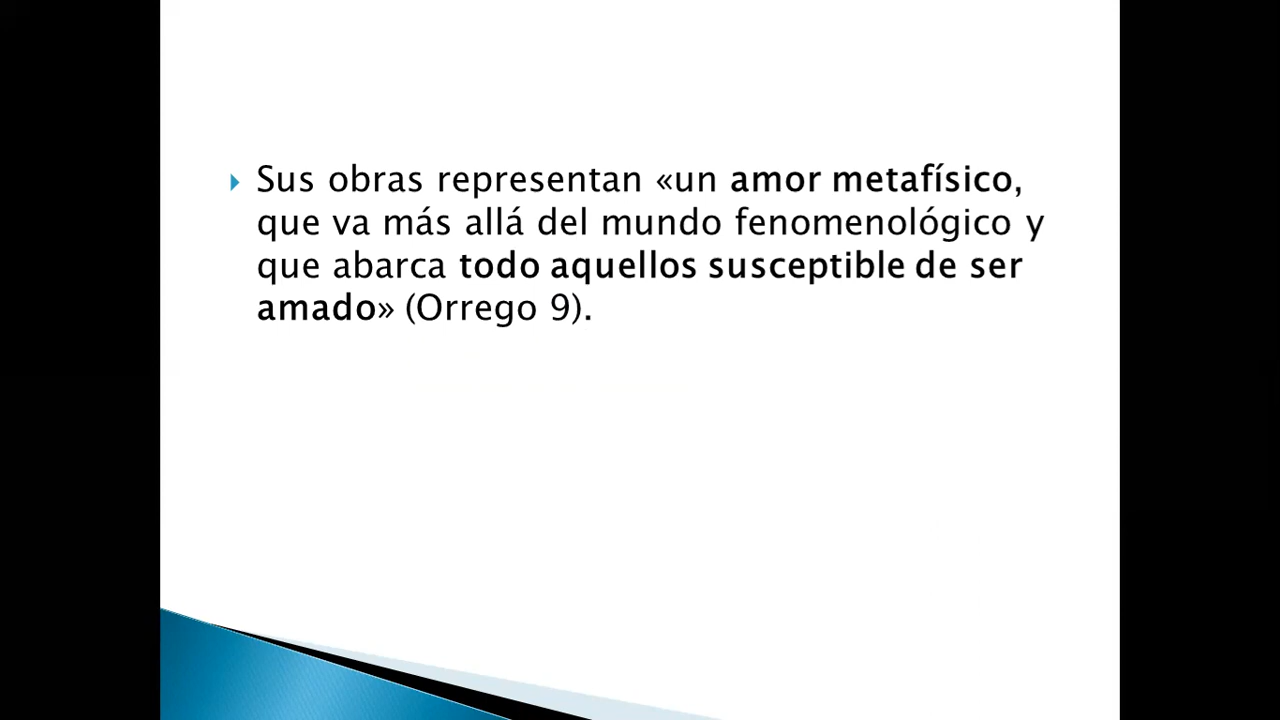 Sus obras representan «un amor metafísico,
que va más allá del mundo fenomenológico y
que abarca todo aquellos susceptible de ser
amado» (Orrego 9).